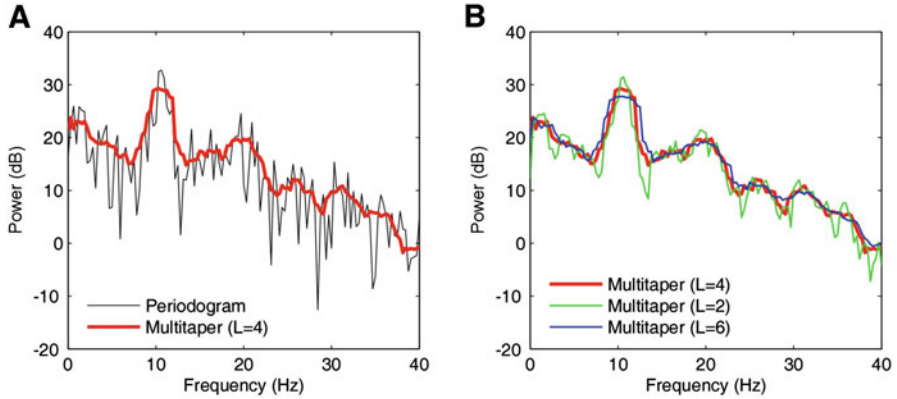 A
40
30
20
10
0
-10
-20
Power (dB)
Periodogram
Multitaper (L=4)
0 10 20 30 40
Frequency (Hz)
B
40
30
20
10
0
-10
-20
Power (dB)
Multitaper (L=4)
Multitaper (L=2)
Multitaper (L=6)
0 10 20 30 40
Frequency (Hz)